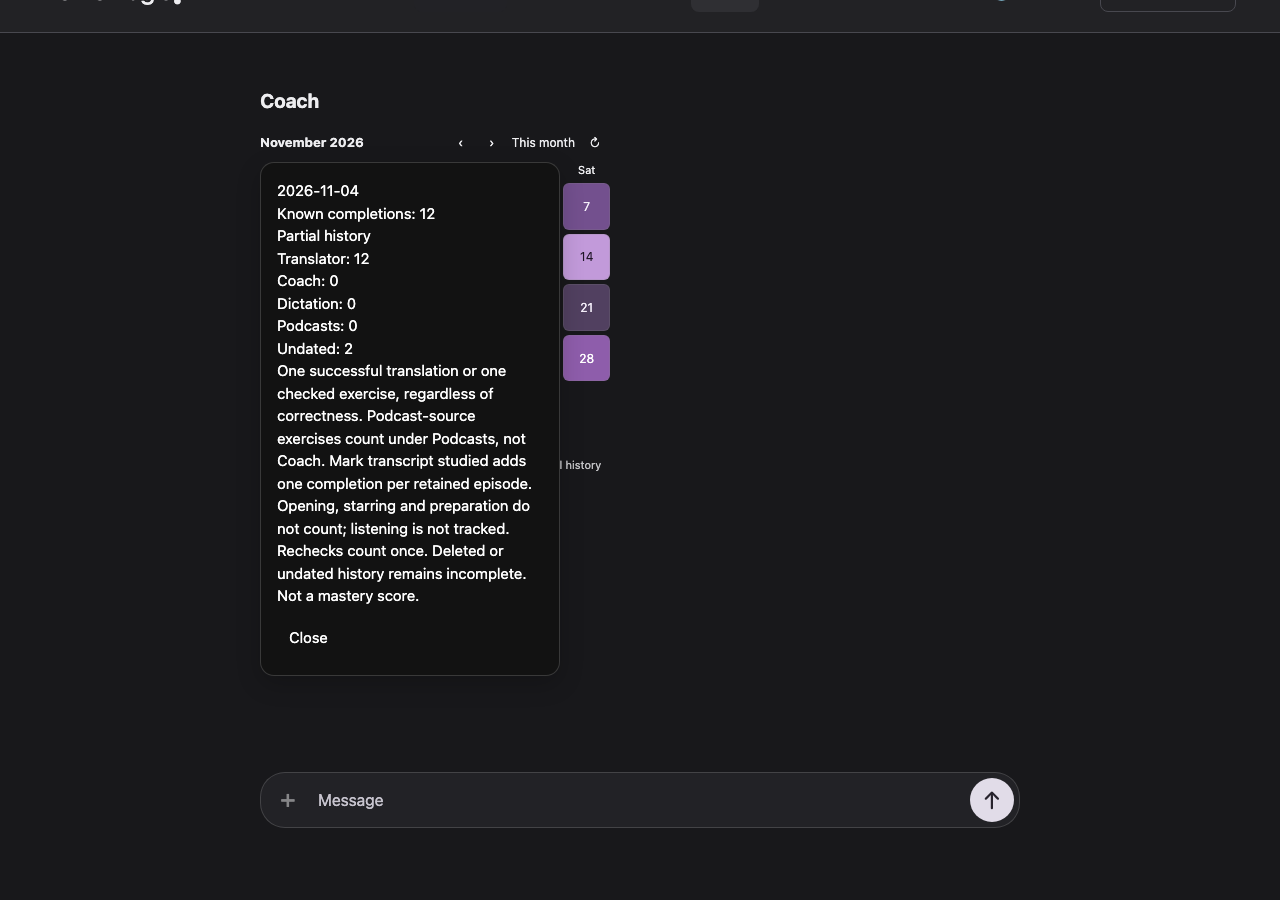 Coach
November 2026
‹ › This month
Sat
7
14
21
28
2026-11-04
Known completions: 12
Partial history
Translator: 12
Coach: 0
Dictation: 0
Podcasts: 0
Undated: 2
One successful translation or one
checked exercise, regardless of
correctness. Podcast-source
exercises count under Podcasts, not
Coach. Mark transcript studied adds
one completion per retained episode.
Opening, starring and preparation do
not count; listening is not tracked.
Rechecks count once. Deleted or
undated history remains incomplete.
Not a mastery score.
Close
history
Message